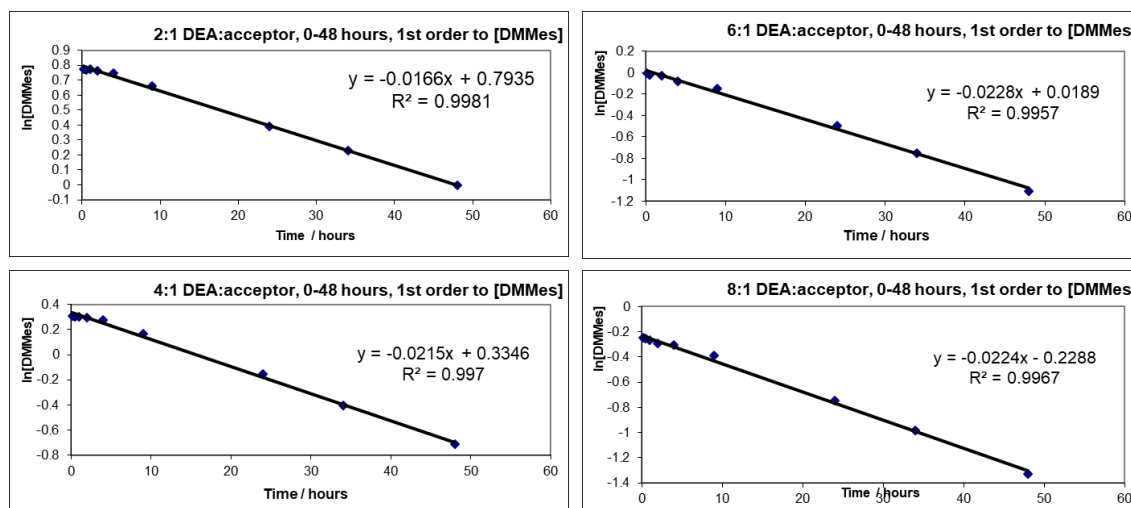 2:1 DEA:acceptor, 0-48 hours, 1st order to [DMMes]
ln[DMMes]
0.9
0.8
0.7
0.6
0.5
0.4
0.3
0.2
0.1
0
-0.1
y = -0.0166x + 0.7935
R² = 0.9981
0 10 20 30 40 50 60
Time / hours
6:1 DEA:acceptor, 0-48 hours, 1st order to [DMMes]
ln[DMMes]
0.2
0
-0.2
-0.4
-0.6
-0.8
-1
-1.2
y = -0.0228x + 0.0189
R² = 0.9957
0 10 20 30 40 50 60
Time / hours
4:1 DEA:acceptor, 0-48 hours, 1st order to [DMMes]
ln[DMMes]
0.4
0.2
0
-0.2
-0.4
-0.6
-0.8
y = -0.0215x + 0.3346
R² = 0.997
0 10 20 30 40 50 60
Time / hours
8:1 DEA:acceptor, 0-48 hours, 1st order to [DMMes
ln[DMMes]
0
-0.2
-0.4
-0.6
-0.8
-1
-1.2
-1.4
y = -0.0224x - 0.2288
R² = 0.9967
0 10 20 30 40 50 60
Time / hours